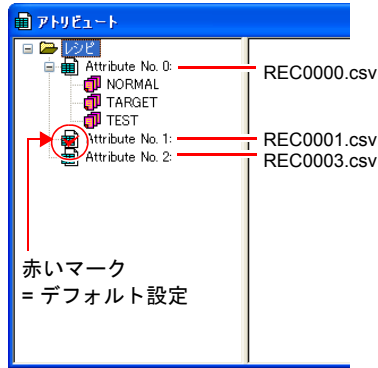 アトリビュート
レシピ
Attribute No. 0:
REC0000.csv
NORMAL
TARGET
TEST
Attribute No. 1:
REC0001.csv
Attribute No. 2:
REC0003.csv
赤いマーク
= デフォルト設定